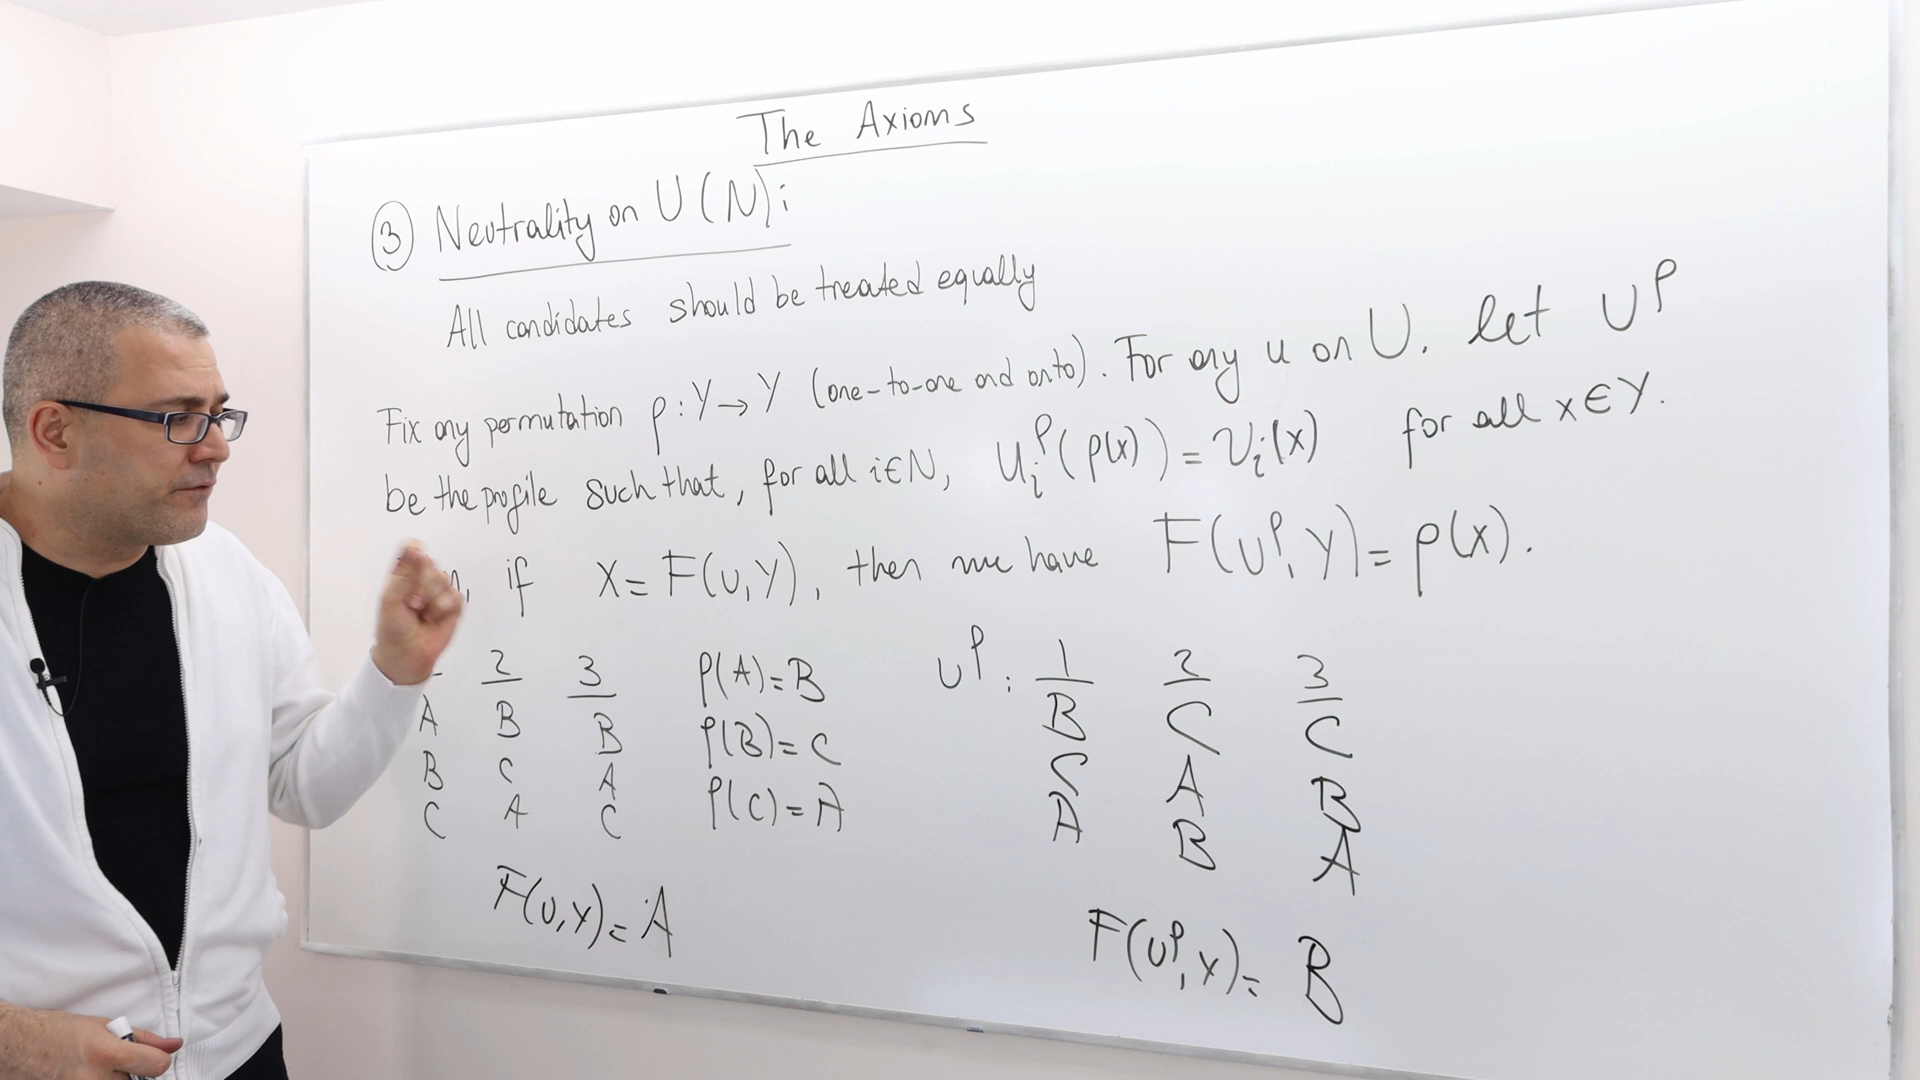 The Axioms
③ Neutrality on U(N):
All candidates should be treated equally
Fix any permutation ρ: Y → Y (one-to-one and onto). For any u on U. let U^ρ
be the profile such that, for all i∈N, U_i^ρ(ρ(x)) = U_i(x) for all x∈Y.
if x = F(U,Y), then we have F(U^ρ, Y) = ρ(x).
2 3 ρ(A)=B U^ρ: 1 2 3
A B B ρ(B)=C B C C
B C A ρ(C)=A C A B
C A C A B A
F(U,Y) = A F(U^ρ,Y) = B